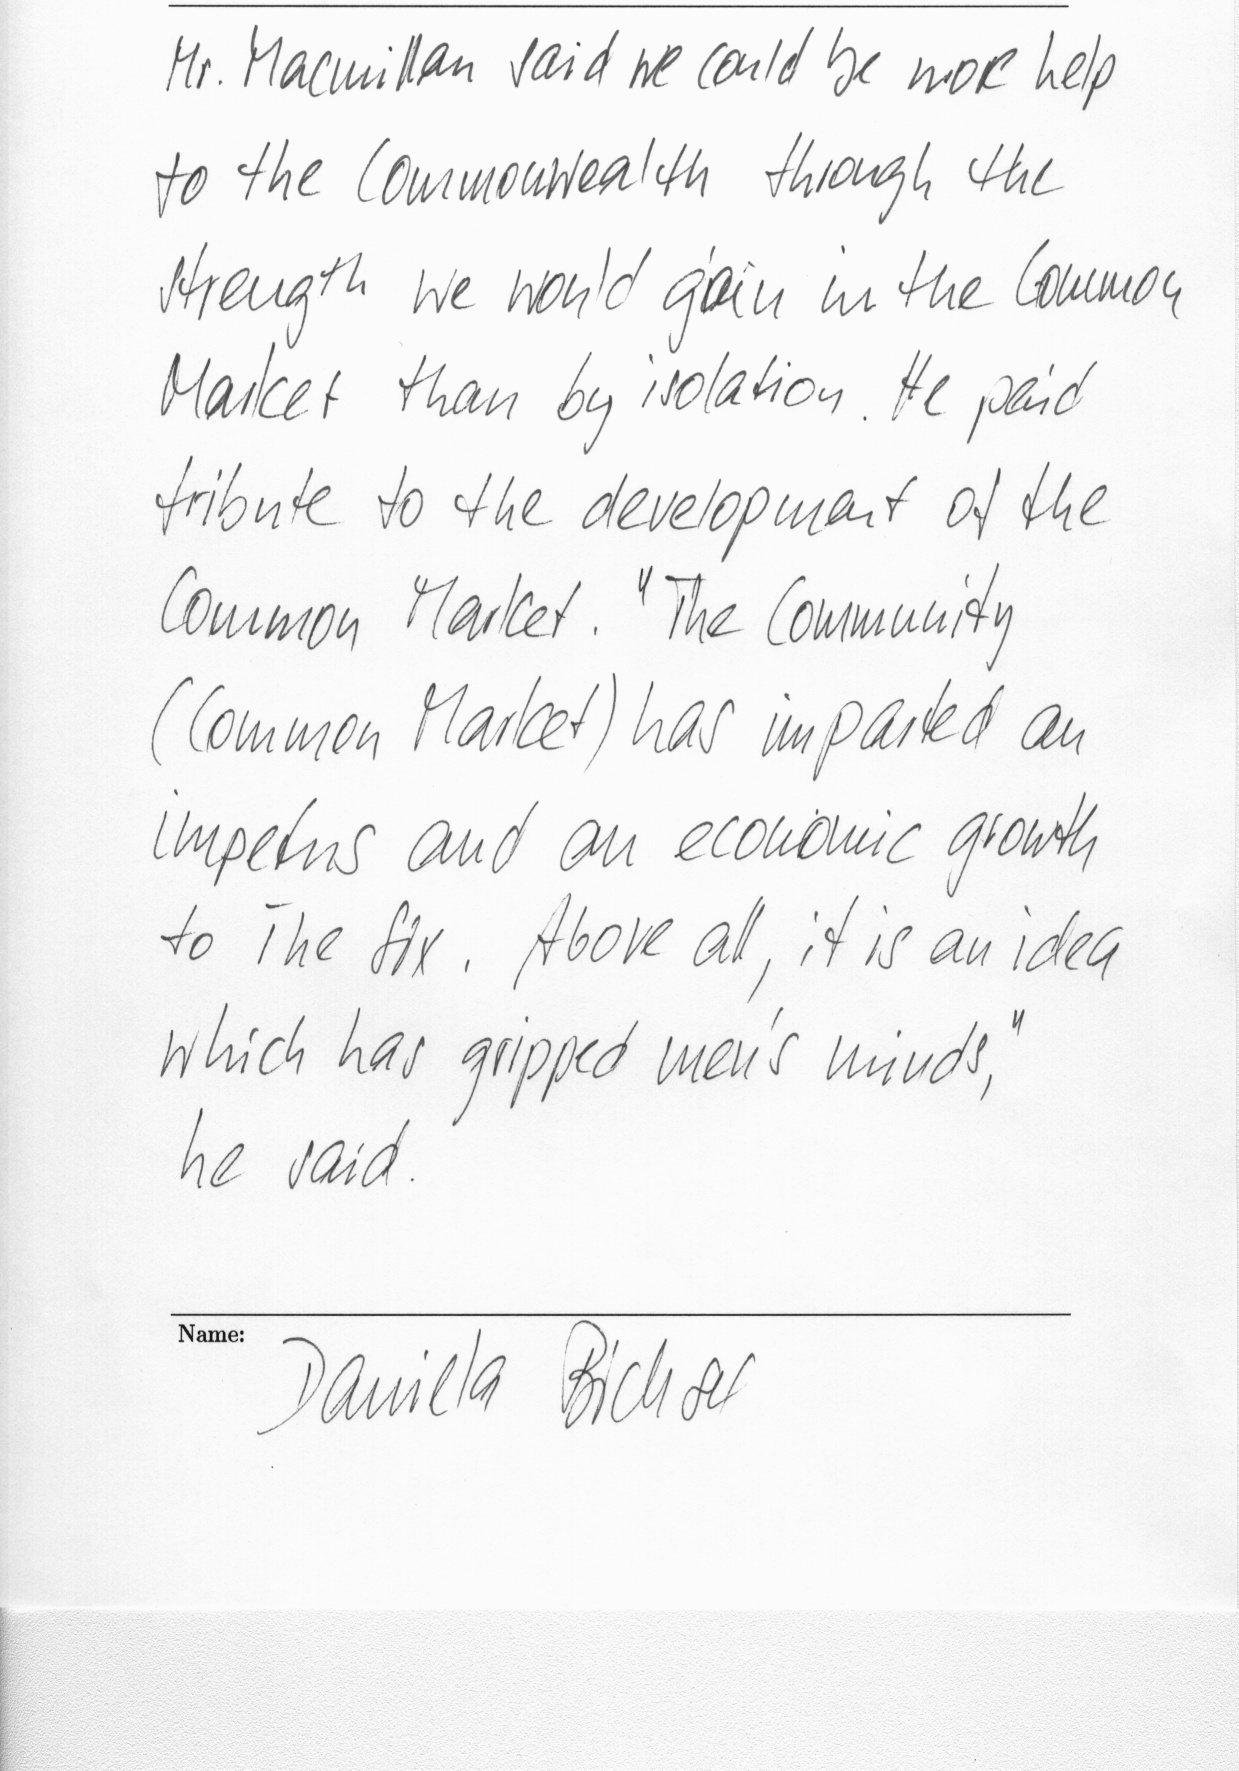 Mr. Macmillan said we could be more help
to the Commonwealth through the
strength we would gain in the Common
Market than by isolation. He paid
tribute to the development of the
Common Market. "The Community
(Common Market) has imparted an
impetus and an economic growth
to The Six. Above all, it is an idea
which has gripped men's minds,"
he said.
Name: Daniela Bichsel